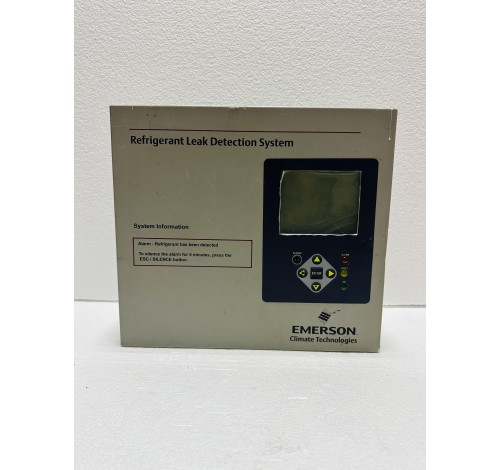 Refrigerant Leak Detection System
System Information
Alarm - Refrigerant has been detected
To silence the alarm for 5 minutes, press the
ESC / SILENCE button.
ENTER
EMERSON
Climate Technologies